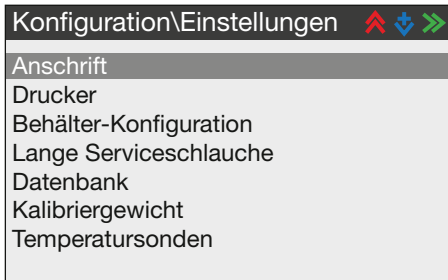 Konfiguration\Einstellungen
Anschrift
Drucker
Behälter-Konfiguration
Lange Serviceschlauche
Datenbank
Kalibriergewicht
Temperatursonden